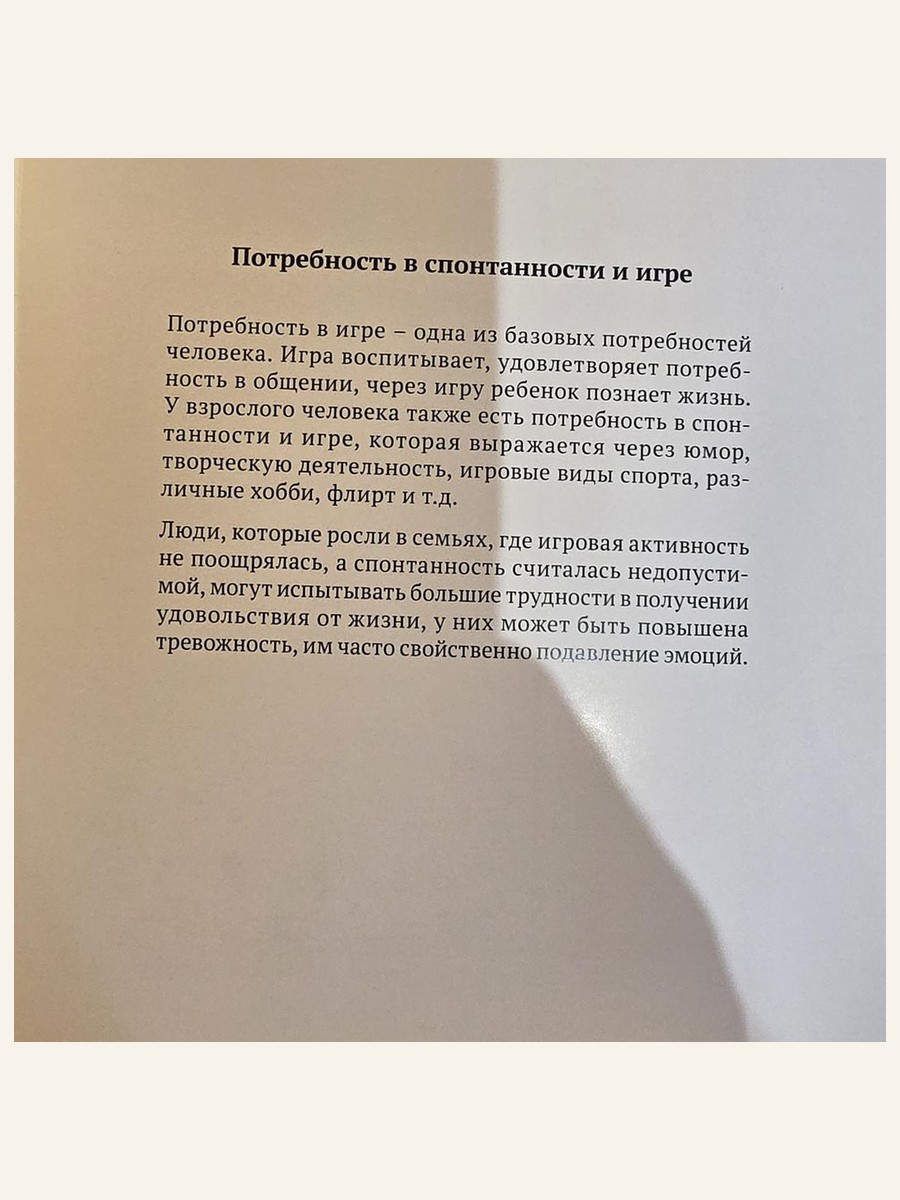 Потребность в спонтанности и игре
Потребность в игре – одна из базовых потребностей
человека. Игра воспитывает, удовлетворяет потреб-
ность в общении, через игру ребенок познает жизнь.
У взрослого человека также есть потребность в спон-
танности и игре, которая выражается через юмор,
творческую деятельность, игровые виды спорта, раз-
личные хобби, флирт и т.д.
Люди, которые росли в семьях, где игровая активность
не поощрялась, а спонтанность считалась недопусти-
мой, могут испытывать большие трудности в получении
удовольствия от жизни, у них может быть повышена
тревожность, им часто свойственно подавление эмоций.